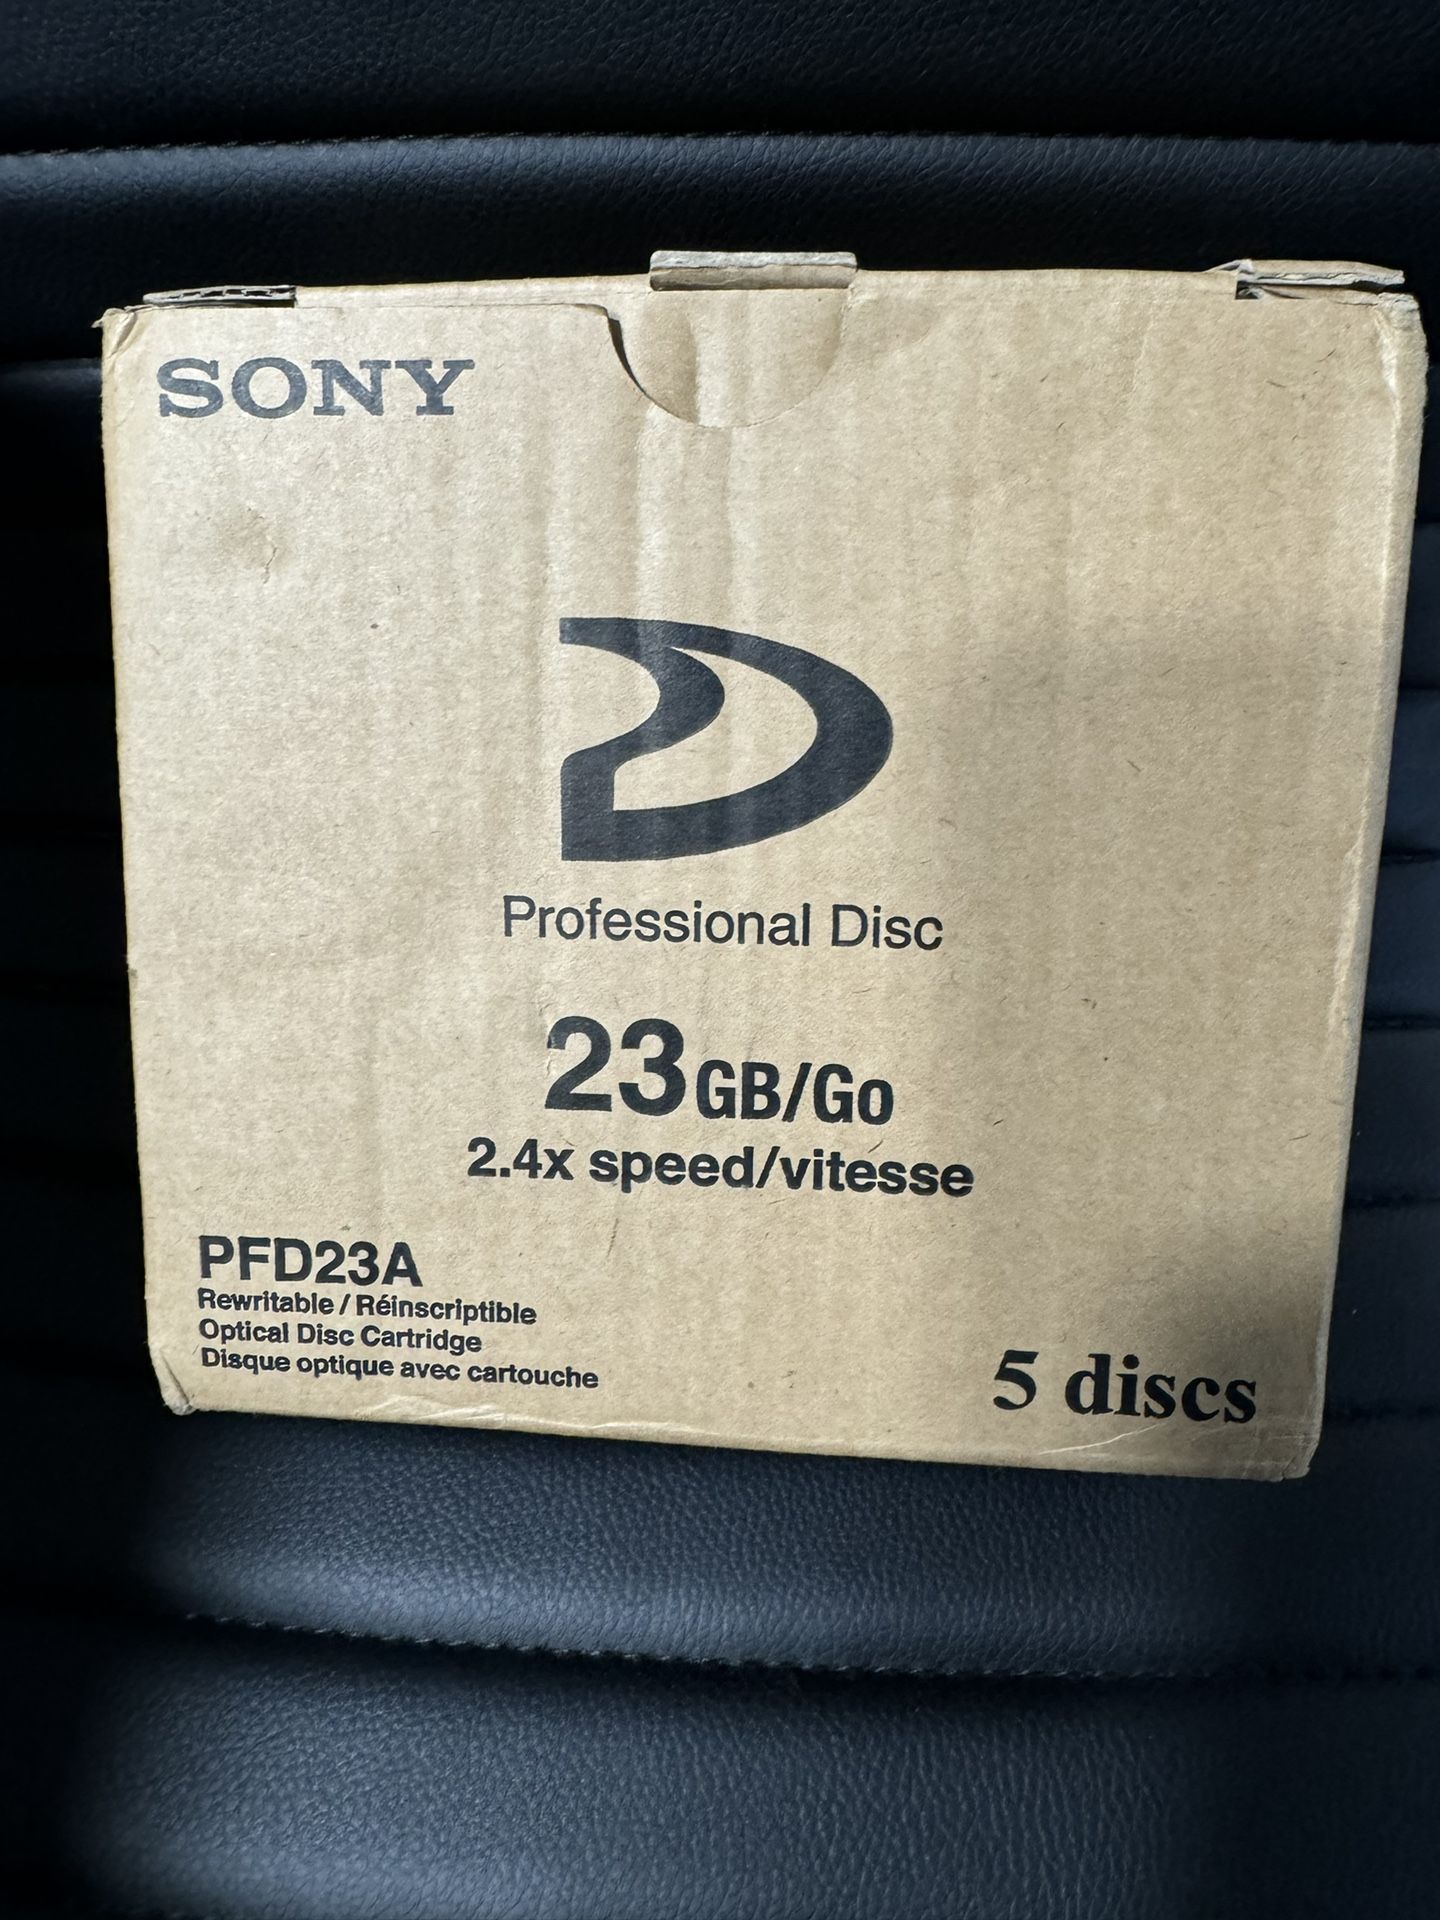 SONY
Professional Disc
23GB/Go
2.4x speed/vitesse
PFD23A
Rewritable / Réinscriptible
Optical Disc Cartridge
Disque optique avec cartouche
5 discs